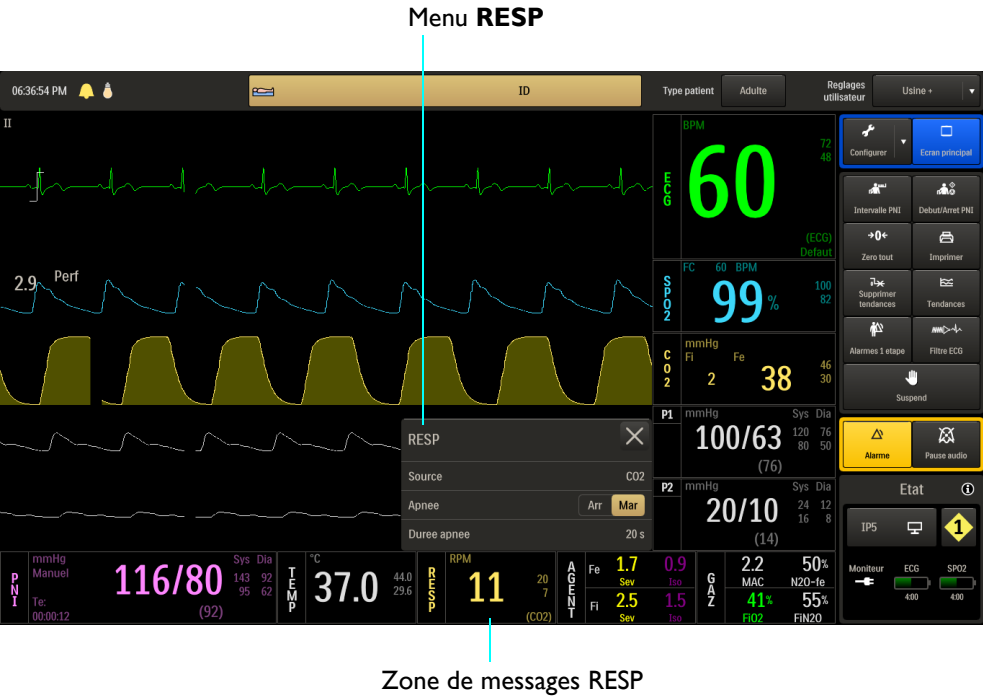 Menu RESP
06:36:54 PM
ID
Type patient
Adulte
Reglages
utilisateur
Usine +
II
BPM
72
48
ECG
60
(ECG)
Defaut
Configurer
Ecran principal
Intervalle PNI
Debut/Arret PNI
→0←
Zero tout
Imprimer
Supprimer
tendances
Tendances
Alarmes 1 etape
Filtre ECG
Suspend
2.9
Perf
FC 60 BPM
SPO2
99%
100
82
CO2
mmHg
Fi
Fe
2
38
46
30
P1
mmHg
Sys Dia
100/63
120 76
80 50
(76)
P2
mmHg
Sys Dia
20/10
24 12
16 8
(14)
RESP
Source
CO2
Apnee
Arr
Mar
Duree apnee
20 s
Alarme
Pause audio
Etat
IP5
1
Moniteur
ECG
SPO2
4:00
4:00
PNI
mmHg
Manuel
Te:
00:00:12
116/80
(92)
Sys Dia
143 92
95 62
TEMP
°C
37.0
44.0
29.6
RESP
RPM
11
20
7
(CO2)
AGENT
Fe
1.7
Sev
0.9
Iso
Fi
2.5
Sev
1.5
Iso
GAZ
2.2
MAC
50%
N2O-fe
41%
FiO2
55%
FiN2O
Zone de messages RESP